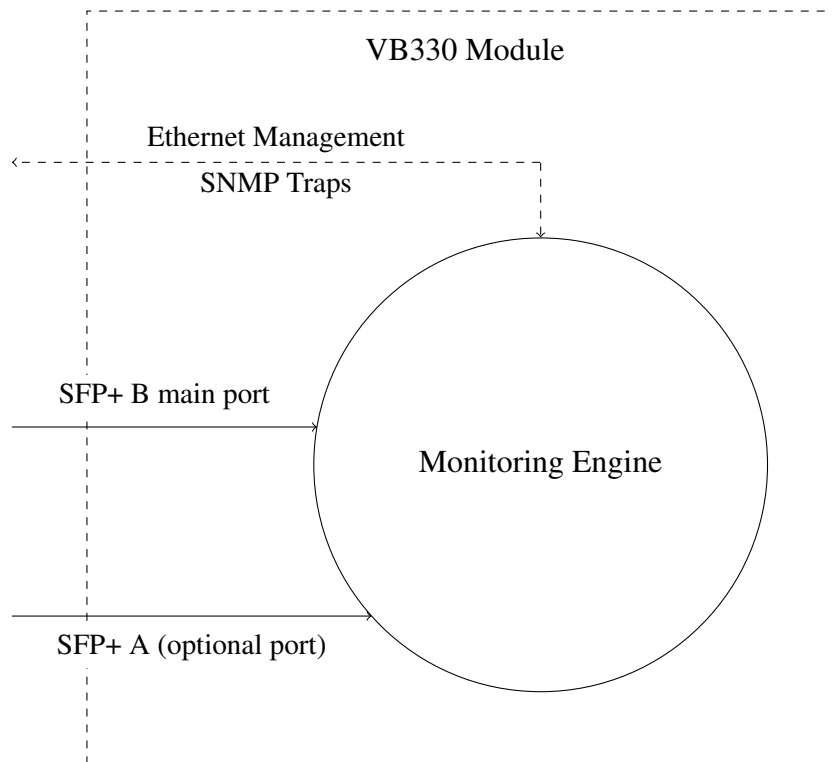 VB330 Module
Ethernet Management
SNMP Traps
SFP+ B main port
Monitoring Engine
SFP+ A (optional port)